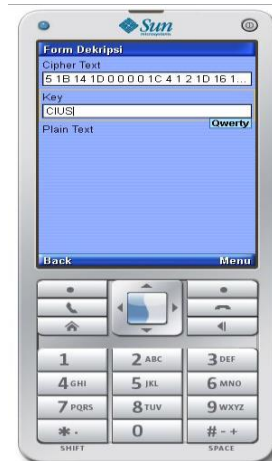 Sun
microsystems
Form Dekripsi
Cipher Text
5 1B 14 1D 0 0 0 0 1C 4 1 2 1D 16 1...
Key
CIUS
Qwerty
Plain Text
Back Menu
1 2 ABC 3 DEF
4 GHI 5 JKL 6 MNO
7 PQRS 8 TUV 9 WXYZ
* . 0 # - +
SHIFT SPACE